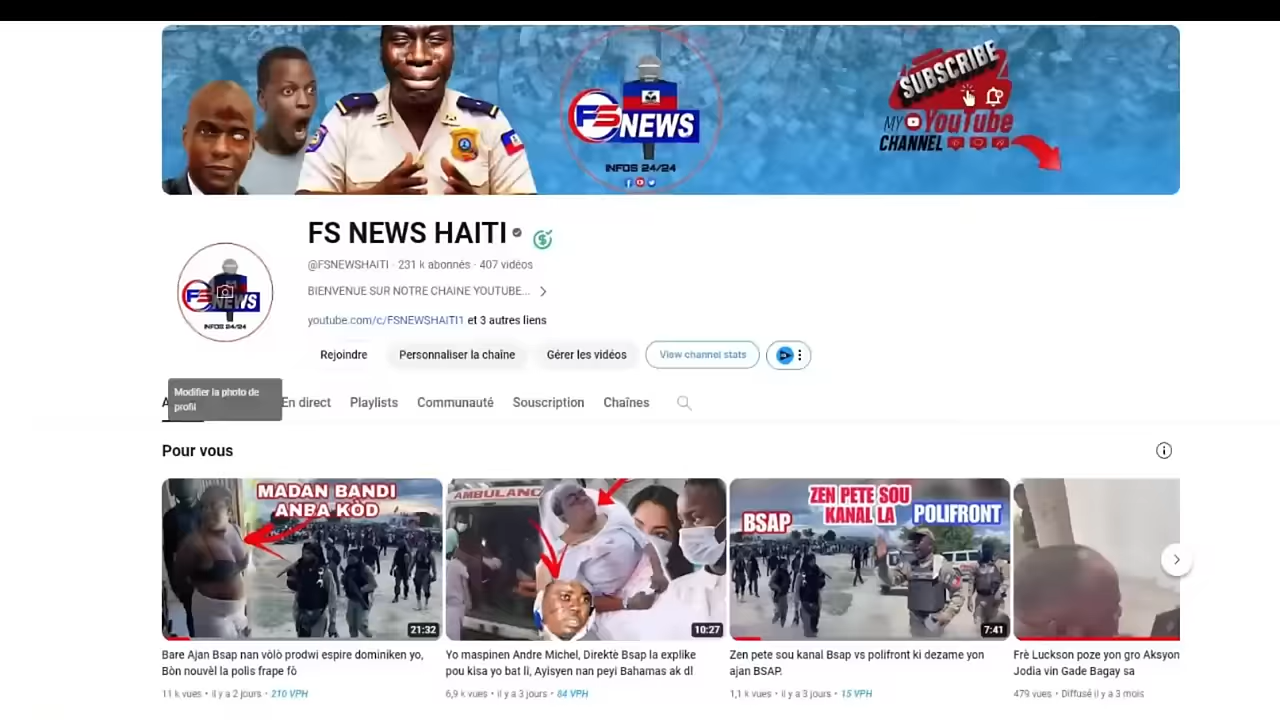 SUBSCRIBE
MY YouTube
CHANNEL
FS NEWS
INFOS 24/24
FS NEWS HAITI
@FSNEWSHAITI · 231 k abonnés · 407 vidéos
BIENVENUE SUR NOTRE CHAINE YOUTUBE...
youtube.com/c/FSNEWSHAITI1 et 3 autres liens
FS NEWS
INFOS 24/24
Rejoindre
Personnaliser la chaîne
Gérer les vidéos
View channel stats
Modifier la photo de
profil
A
En direct
Playlists
Communauté
Souscription
Chaînes
Pour vous
MADAN BANDI
ANBA KÒD
21:32
AMBULANC
10:27
ZEN PETE SOU
KANAL LA
BSAP
POLIFRONT
7:41
Bare Ajan Bsap nan vòlò prodwi espire dominiken yo,
Bòn nouvèl la polis frape fò
11 k vues • il y a 2 jours • 210 VPH
Yo maspinen Andre Michel, Direktè Bsap la explike
pou kisa yo bat li, Ayisyen nan peyi Bahamas ak dl
6,9 k vues • il y a 3 jours • 84 VPH
Zen pete sou kanal Bsap vs polifront ki dezame yon
ajan BSAP.
1,1 k vues • il y a 3 jours • 15 VPH
Frè Luckson poze yon gro Aksyon
Jodia vin Gade Bagay sa
479 vues • Diffusé il y a 3 mois